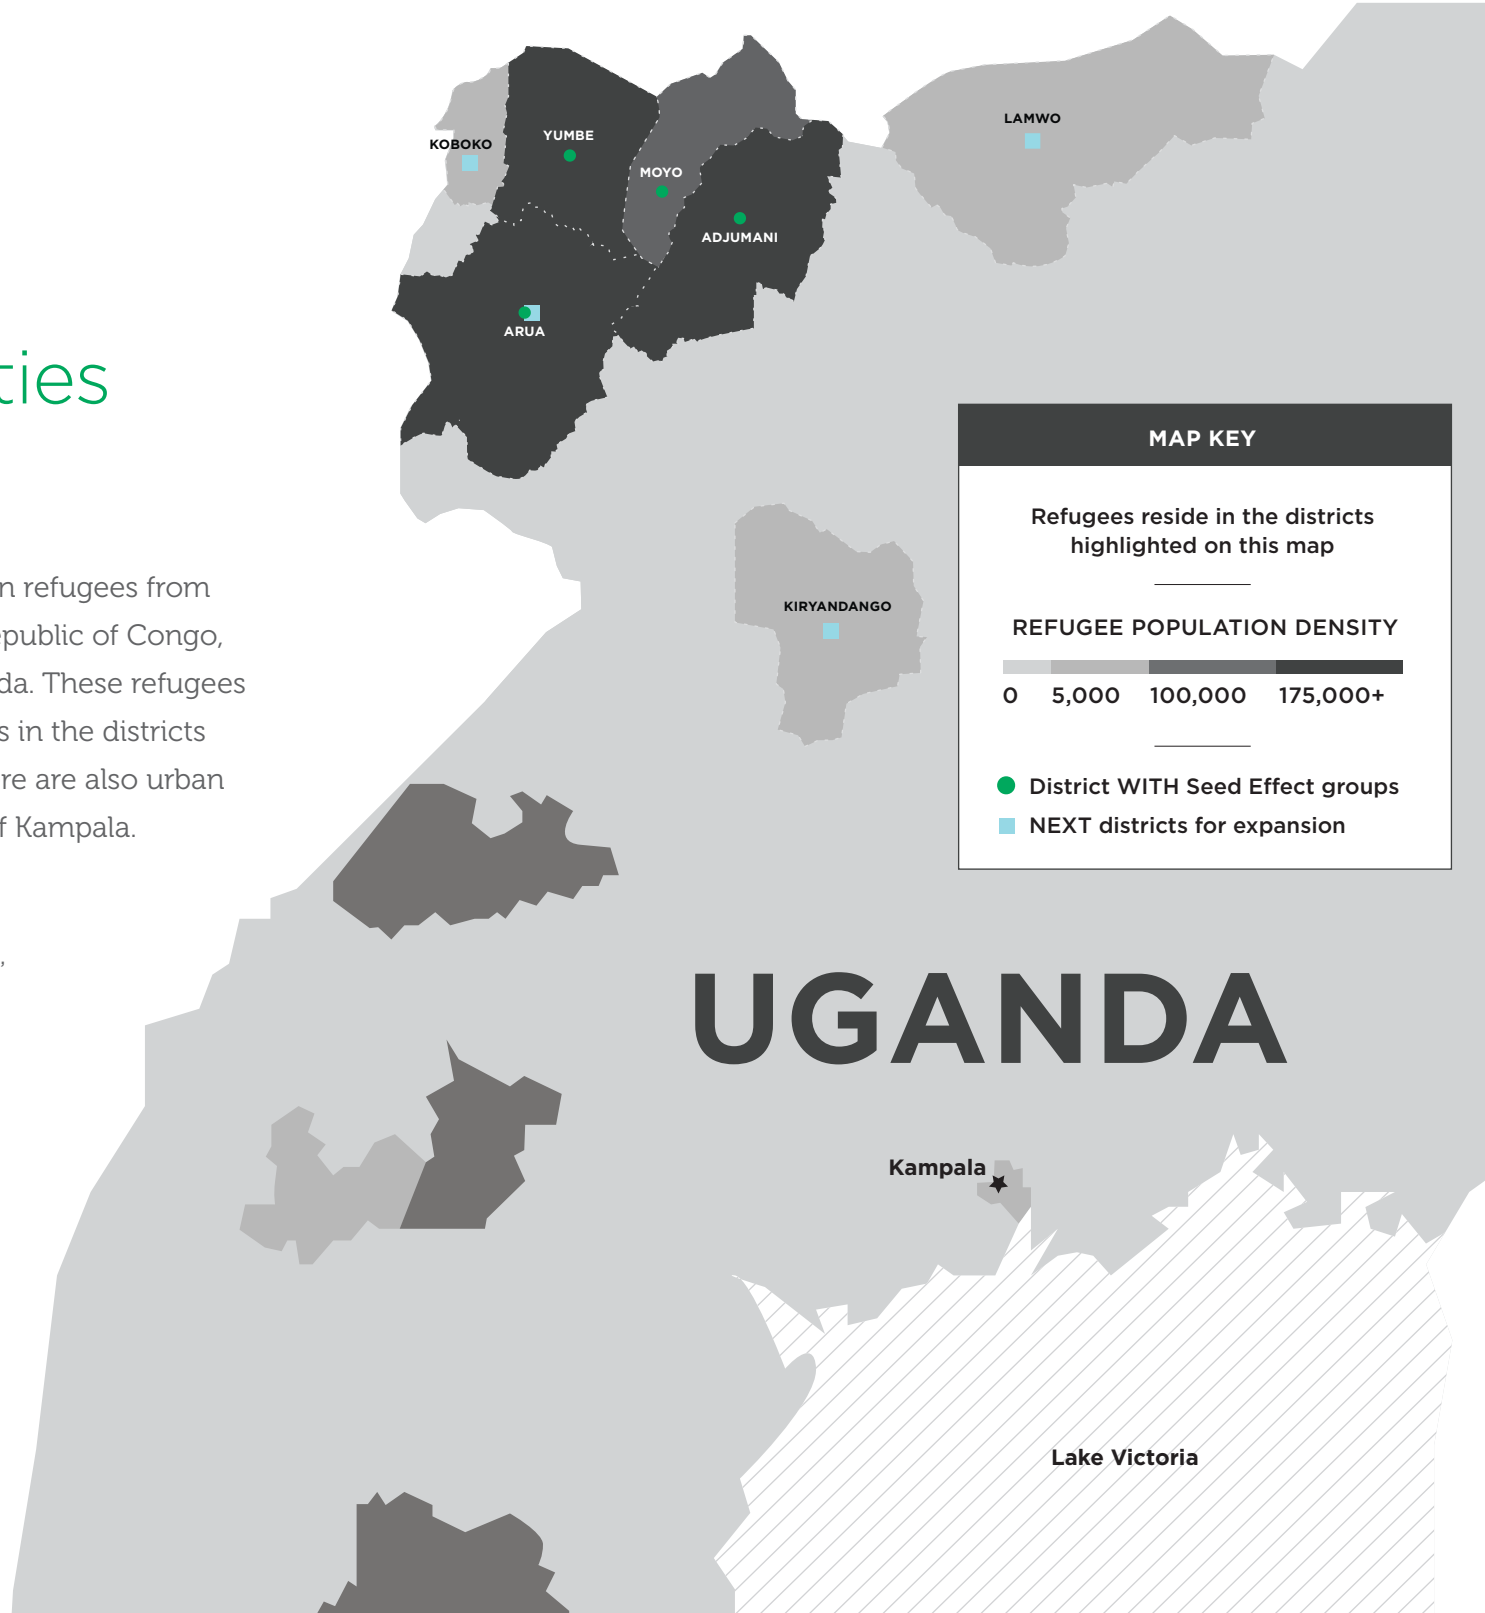 ties
n refugees from
epublic of Congo,
da. These refugees
s in the districts
re are also urban
f Kampala.
,
KOBOKO
YUMBE
MOYO
ADJUMANI
ARUA
LAMWO
KIRYANDANGO
MAP KEY
Refugees reside in the districts
highlighted on this map
REFUGEE POPULATION DENSITY
0 5,000 100,000 175,000+
District WITH Seed Effect groups
NEXT districts for expansion
UGANDA
Kampala
Lake Victoria